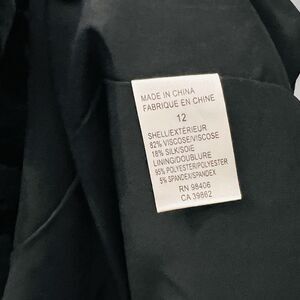 MADE IN CHINA
FABRIQUE EN CHINE
12
SHELL/EXTÉRIEUR
82% VISCOSE/VISCOSE
18% SILK/SOIE
LINING/DOUBLURE
95% POLYESTER/POLYESTER
5% SPANDEX/SPANDEX
RN 98406
CA 39862